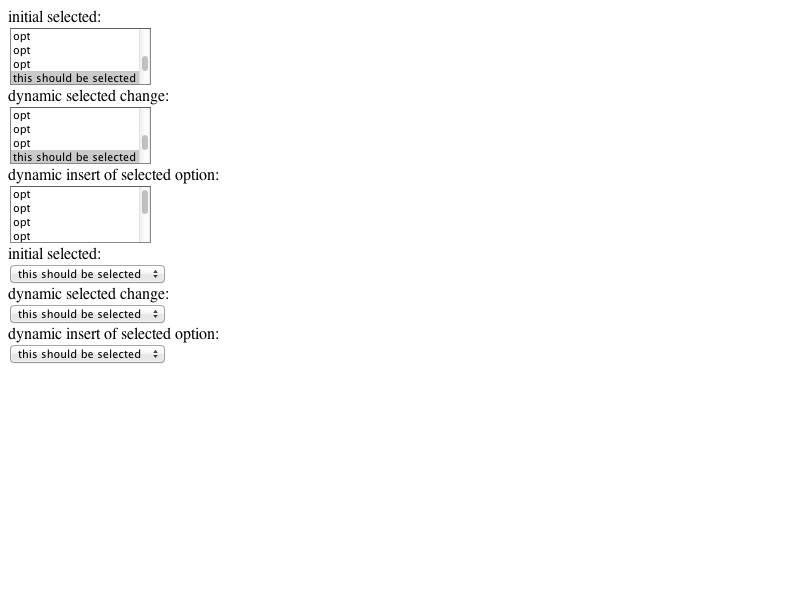 initial selected:
opt
opt
opt
this should be selected
dynamic selected change:
opt
opt
opt
this should be selected
dynamic insert of selected option:
opt
opt
opt
opt
initial selected:
this should be selected
dynamic selected change:
this should be selected
dynamic insert of selected option:
this should be selected